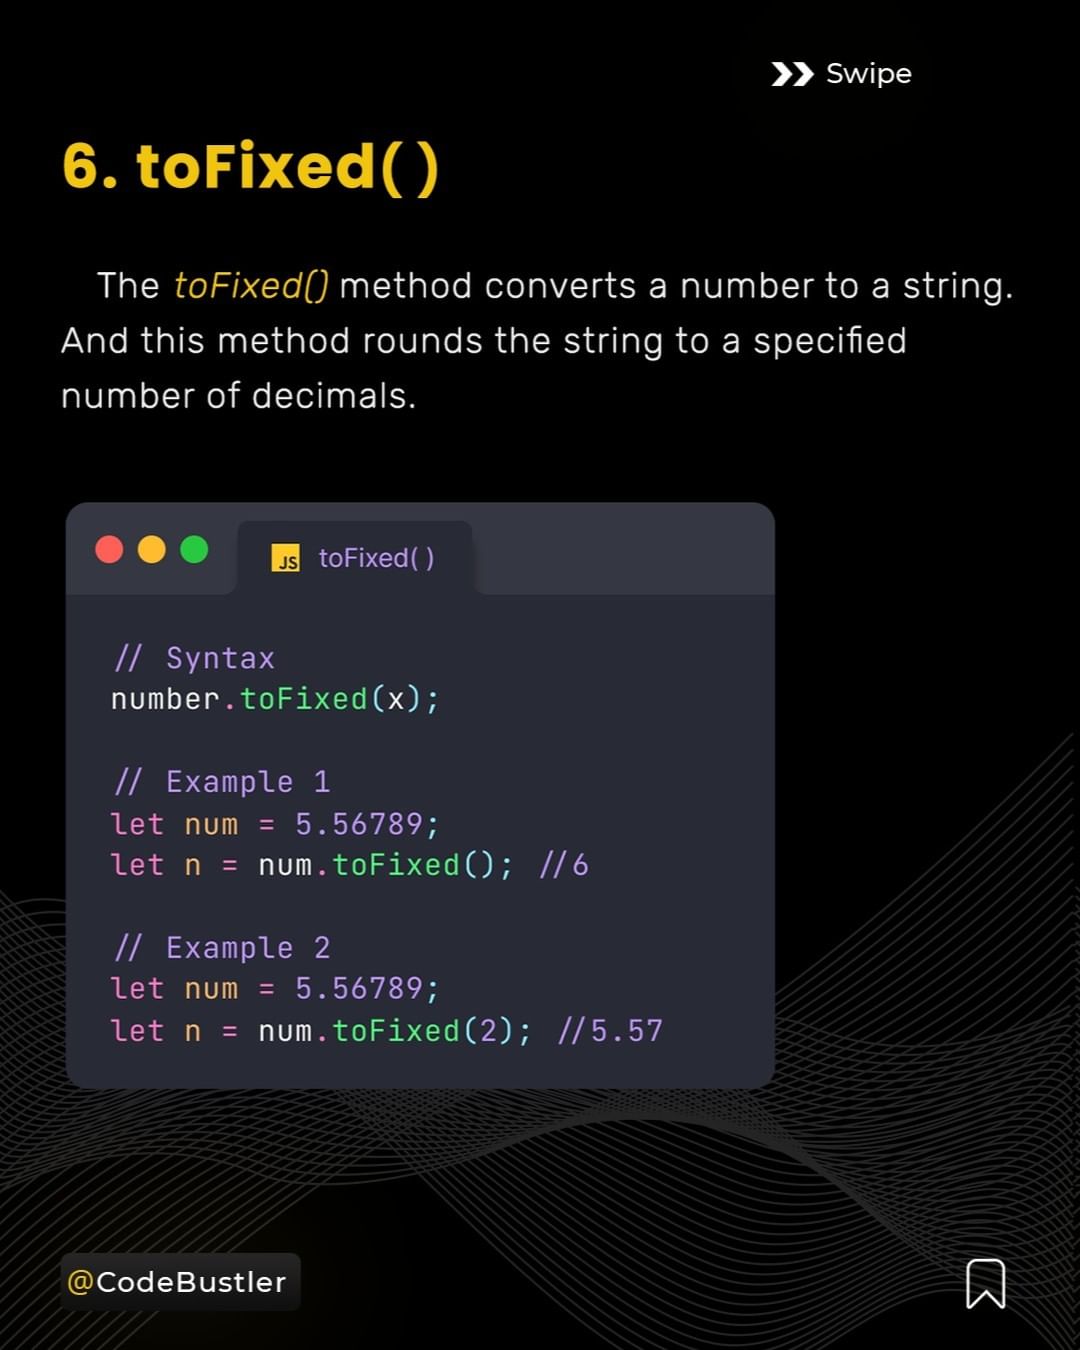 Swipe
6. toFixed( )
The toFixed() method converts a number to a string.
And this method rounds the string to a specified
number of decimals.
JS toFixed( )
// Syntax
number.toFixed(x);
// Example 1
let num = 5.56789;
let n = num.toFixed(); //6
// Example 2
let num = 5.56789;
let n = num.toFixed(2); //5.57
@CodeBustler